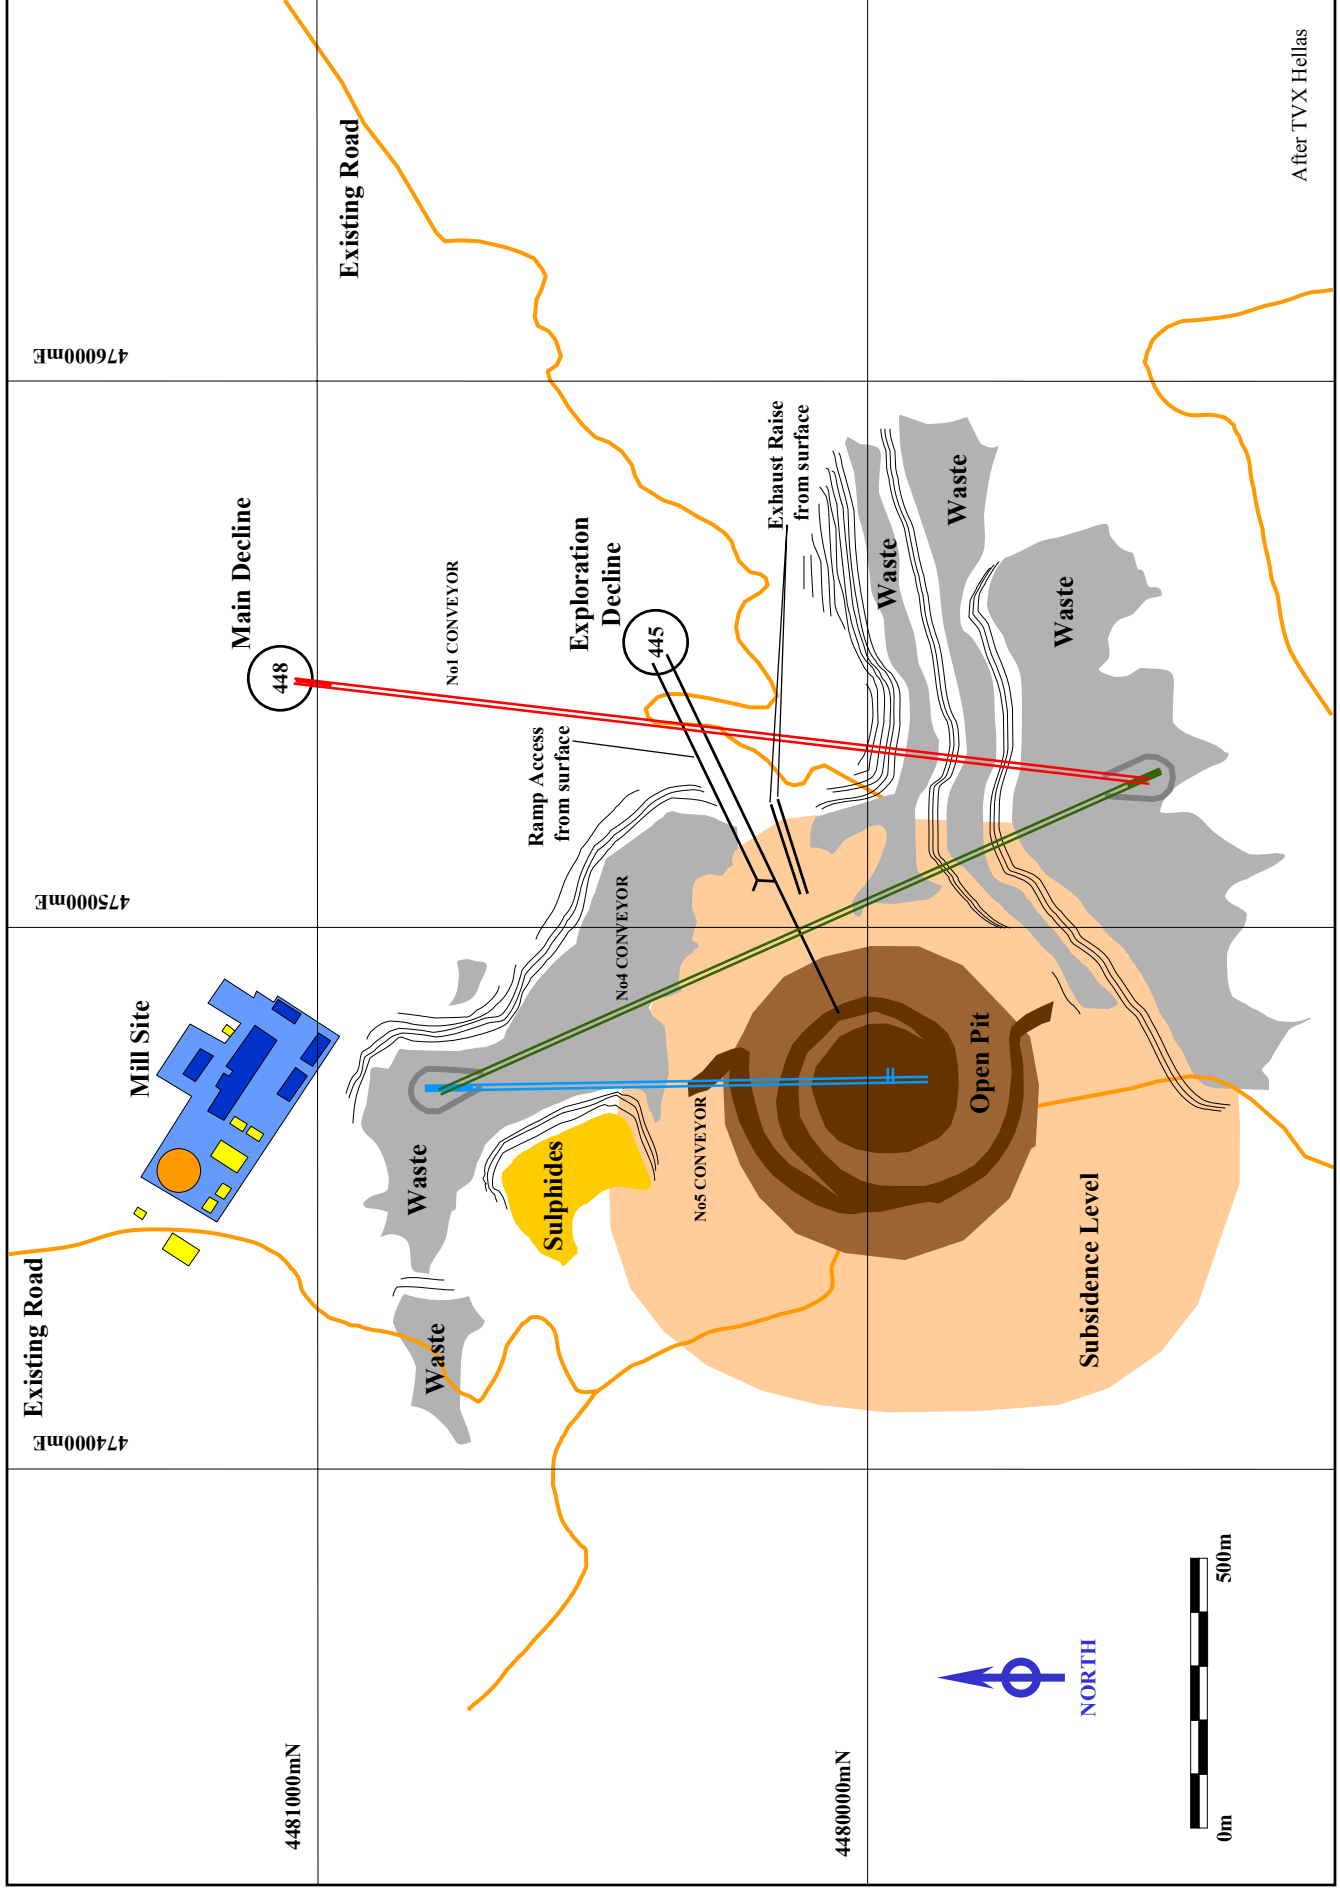 Existing Road
474000mE
475000mE
476000mE
Mill Site
4481000mN
Main Decline
448
Existing Road
Waste
Waste
No1 CONVEYOR
Ramp Access
from surface
Exploration
Decline
445
Sulphides
No4 CONVEYOR
No5 CONVEYOR
Exhaust Raise
from surface
4480000mN
Waste
Waste
Waste
Open Pit
Subsidence Level
NORTH
0m
500m
After TVX Hellas